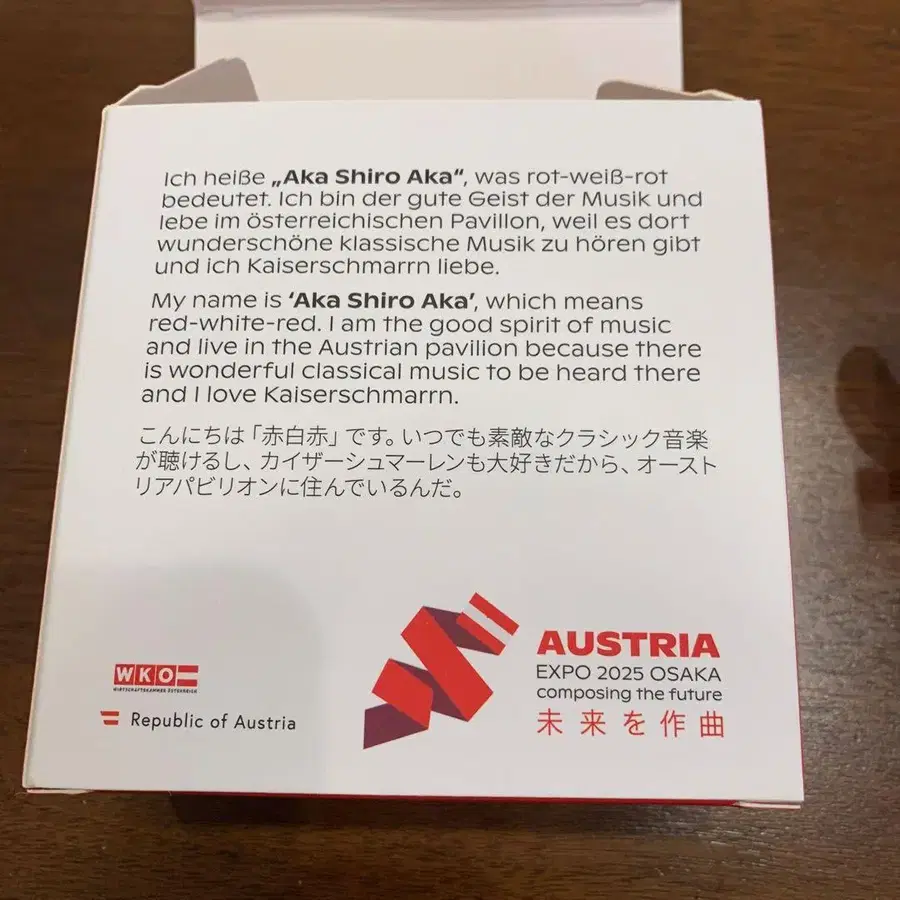 Ich heiße „Aka Shiro Aka“, was rot-weiß-rot
bedeutet. Ich bin der gute Geist der Musik und
lebe im österreichischen Pavillon, weil es dort
wunderschöne klassische Musik zu hören gibt
und ich Kaiserschmarrn liebe.
My name is ‘Aka Shiro Aka’, which means
red-white-red. I am the good spirit of music
and live in the Austrian pavilion because there
is wonderful classical music to be heard there
and I love Kaiserschmarrn.
こんにちは「赤白赤」です。いつでも素敵なクラシック音楽
が聴けるし、カイザーシュマーレンも大好きだから、オースト
リアパビリオンに住んでいるんだ。
WKO
WIRTSCHAFTSKAMMER ÖSTERREICH
Republic of Austria
AUSTRIA
EXPO 2025 OSAKA
composing the future
未来を作曲